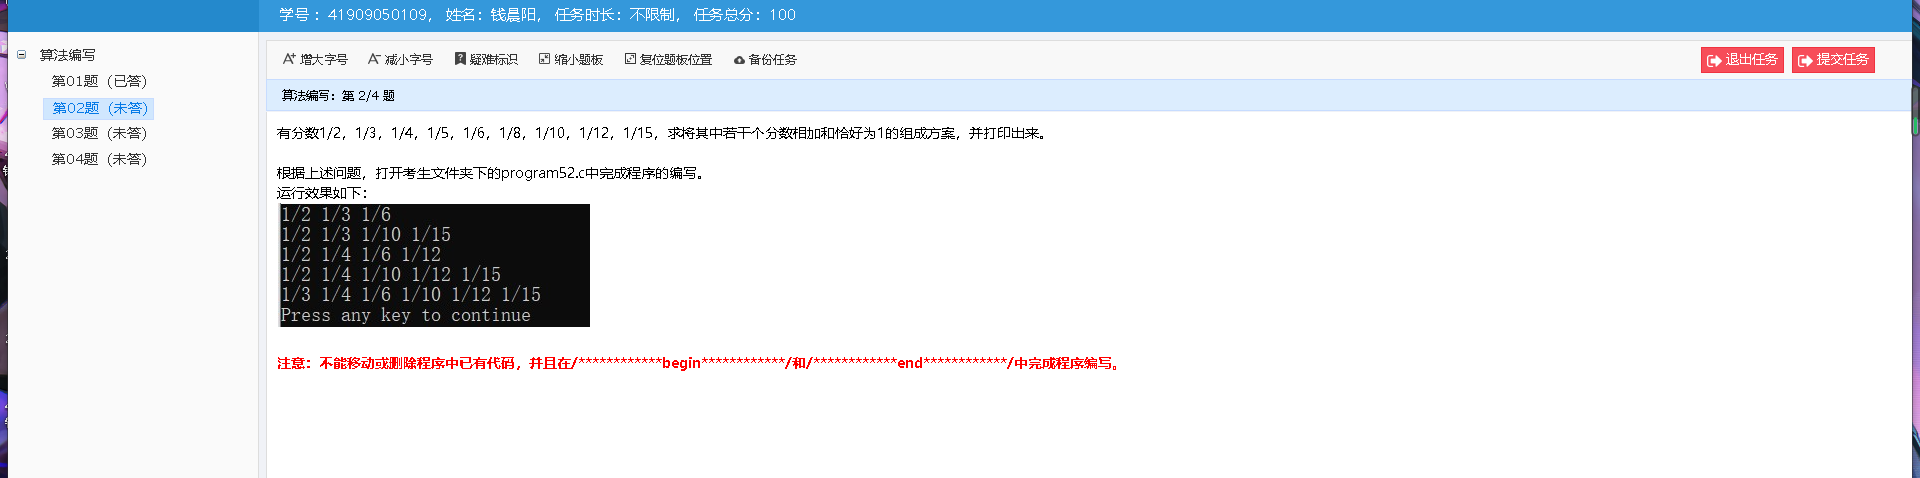 学号：41909050109， 姓名：钱晨阳， 任务时长：不限制， 任务总分：100
算法编写
第01题（已答）
第02题（未答）
第03题（未答）
第04题（未答）
增大字号 减小字号 疑难标识 缩小题板 复位题板位置 备份任务 退出任务 提交任务
算法编写：第 2/4 题
有分数1/2，1/3，1/4，1/5，1/6，1/8，1/10，1/12，1/15，求将其中若干个分数相加和恰好为1的组成方案，并打印出来。
根据上述问题，打开考生文件夹下的program52.c中完成程序的编写。
运行效果如下：
1/2 1/3 1/6
1/2 1/3 1/10 1/15
1/2 1/4 1/6 1/12
1/2 1/4 1/10 1/12 1/15
1/3 1/4 1/6 1/10 1/12 1/15
Press any key to continue
注意：不能移动或删除程序中已有代码，并且在/************begin************/和/************end************/中完成程序编写。